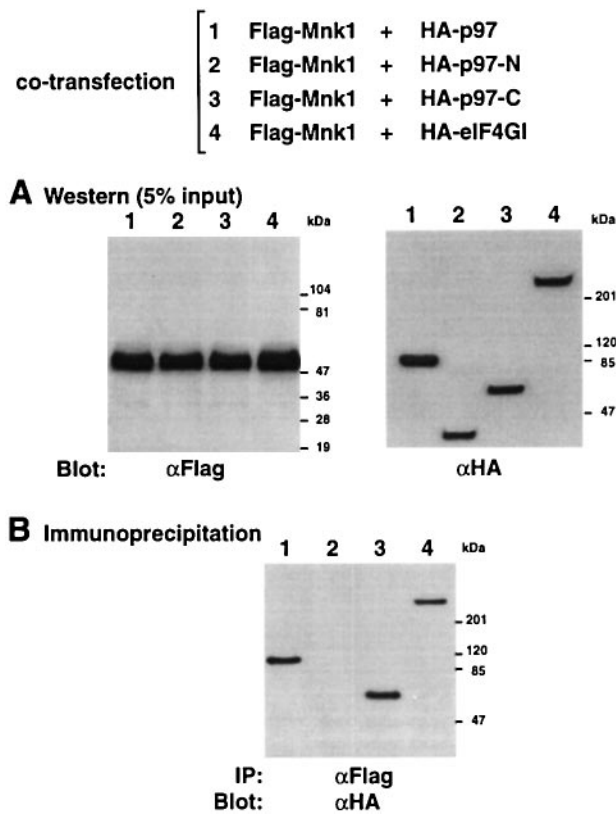 co-transfection
1 Flag-Mnk1 + HA-p97
2 Flag-Mnk1 + HA-p97-N
3 Flag-Mnk1 + HA-p97-C
4 Flag-Mnk1 + HA-eIF4GI
A Western (5% input)
1 2 3 4 kDa
104
81
47
36
28
19
Blot: αFlag
1 2 3 4 kDa
201
120
85
47
αHA
B Immunoprecipitation
1 2 3 4 kDa
201
120
85
47
IP: αFlag
Blot: αHA